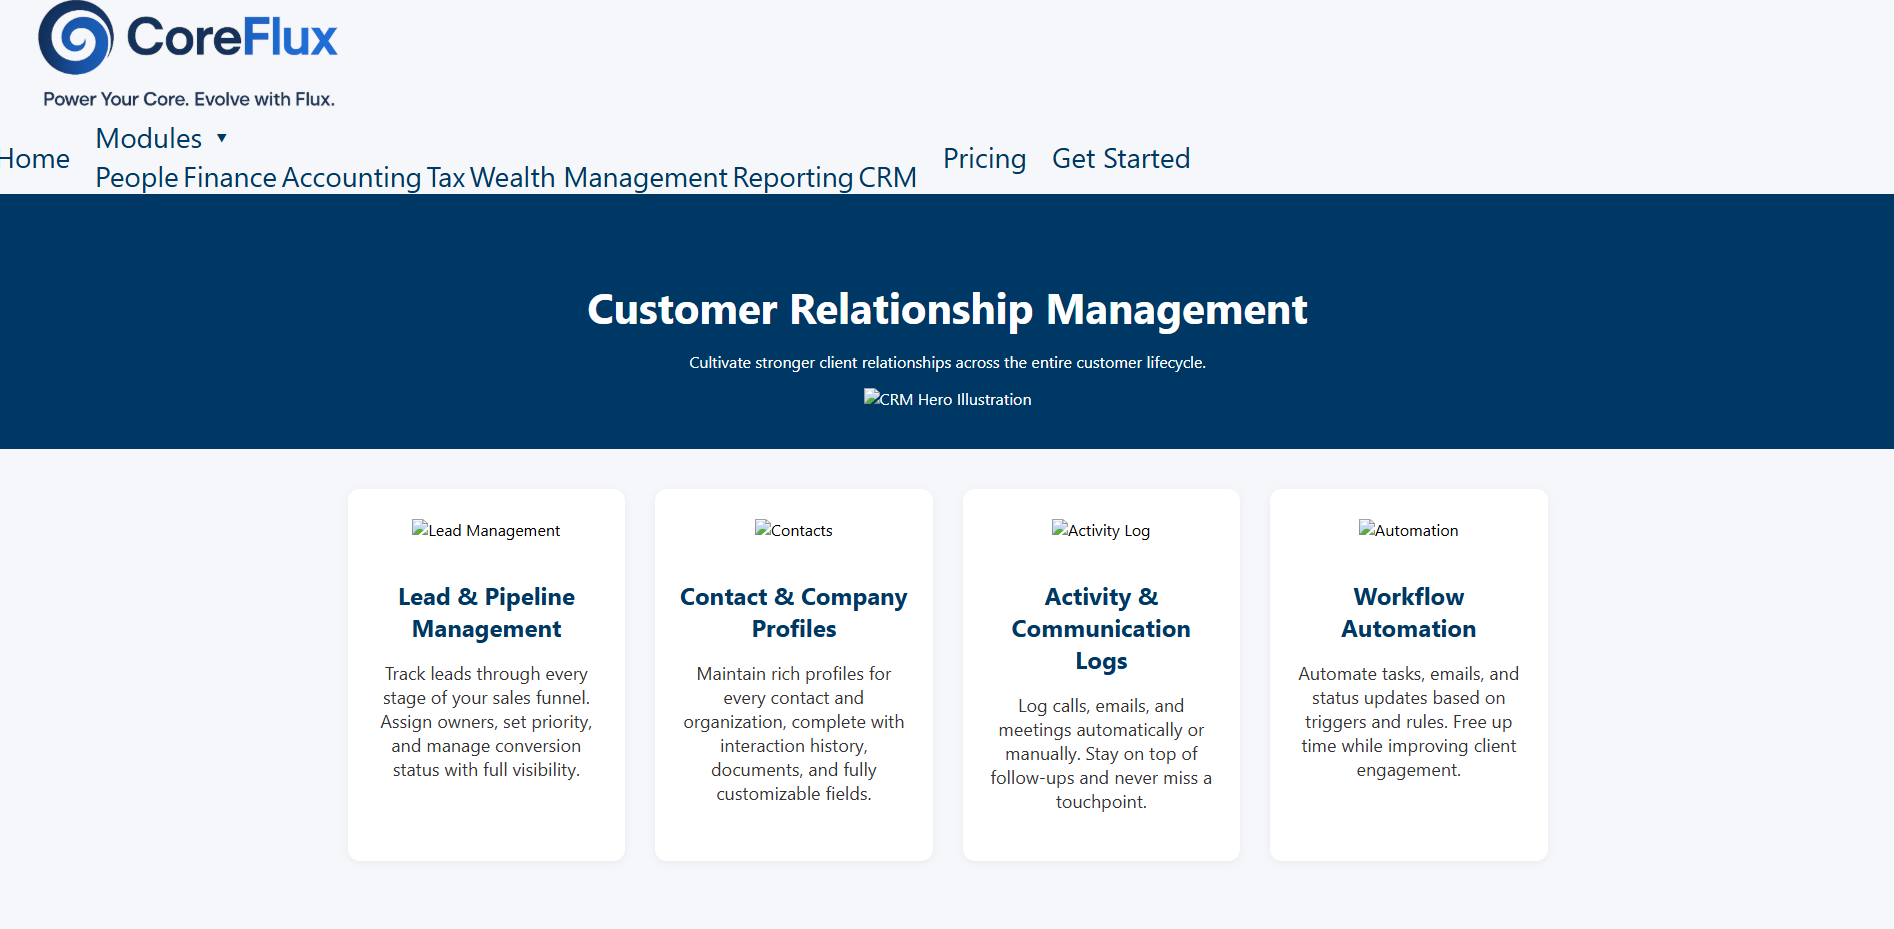 CoreFlux
Power Your Core. Evolve with Flux.
Home
Modules ▼
People Finance Accounting Tax Wealth Management Reporting CRM
Pricing
Get Started
Customer Relationship Management
Cultivate stronger client relationships across the entire customer lifecycle.
CRM Hero Illustration
Lead Management
Lead & Pipeline
Management
Track leads through every
stage of your sales funnel.
Assign owners, set priority,
and manage conversion
status with full visibility.
Contacts
Contact & Company
Profiles
Maintain rich profiles for
every contact and
organization, complete with
interaction history,
documents, and fully
customizable fields.
Activity Log
Activity &
Communication
Logs
Log calls, emails, and
meetings automatically or
manually. Stay on top of
follow-ups and never miss a
touchpoint.
Automation
Workflow
Automation
Automate tasks, emails, and
status updates based on
triggers and rules. Free up
time while improving client
engagement.